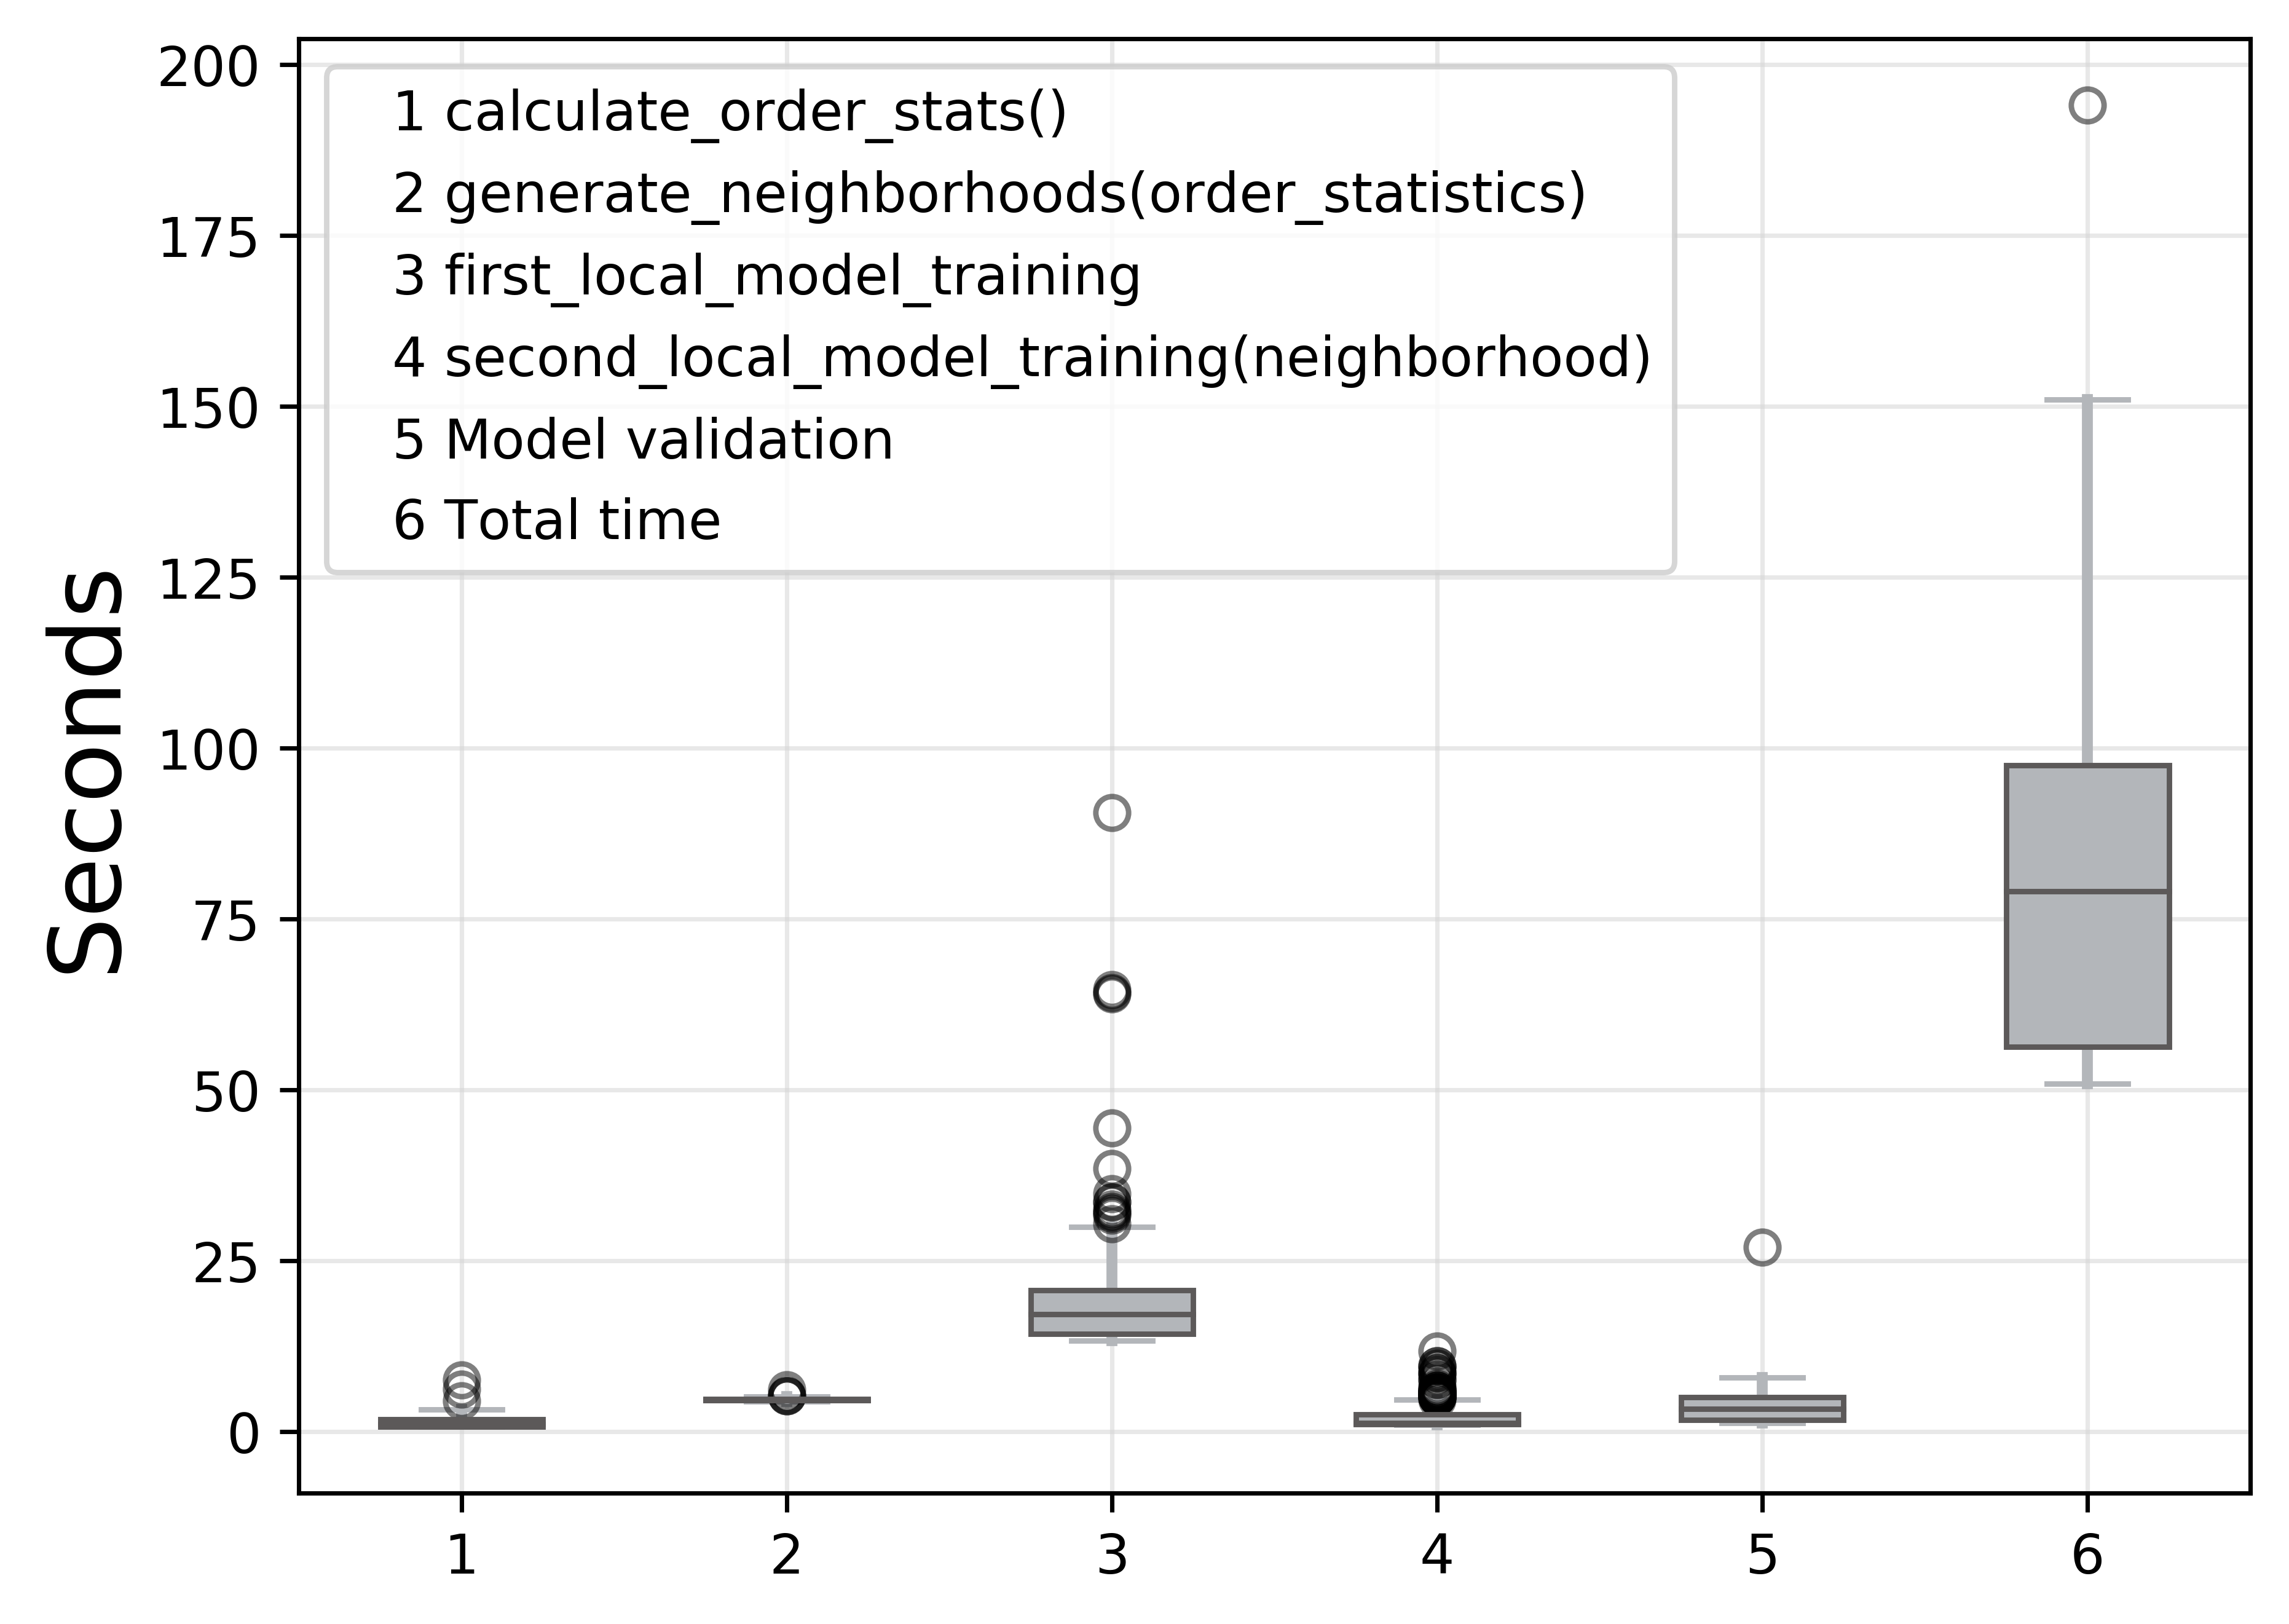 200
175
150
125
100
75
50
25
0
Seconds
1 calculate_order_stats()
2 generate_neighborhoods(order_statistics)
3 first_local_model_training
4 second_local_model_training(neighborhood)
5 Model validation
6 Total time
1 2 3 4 5 6